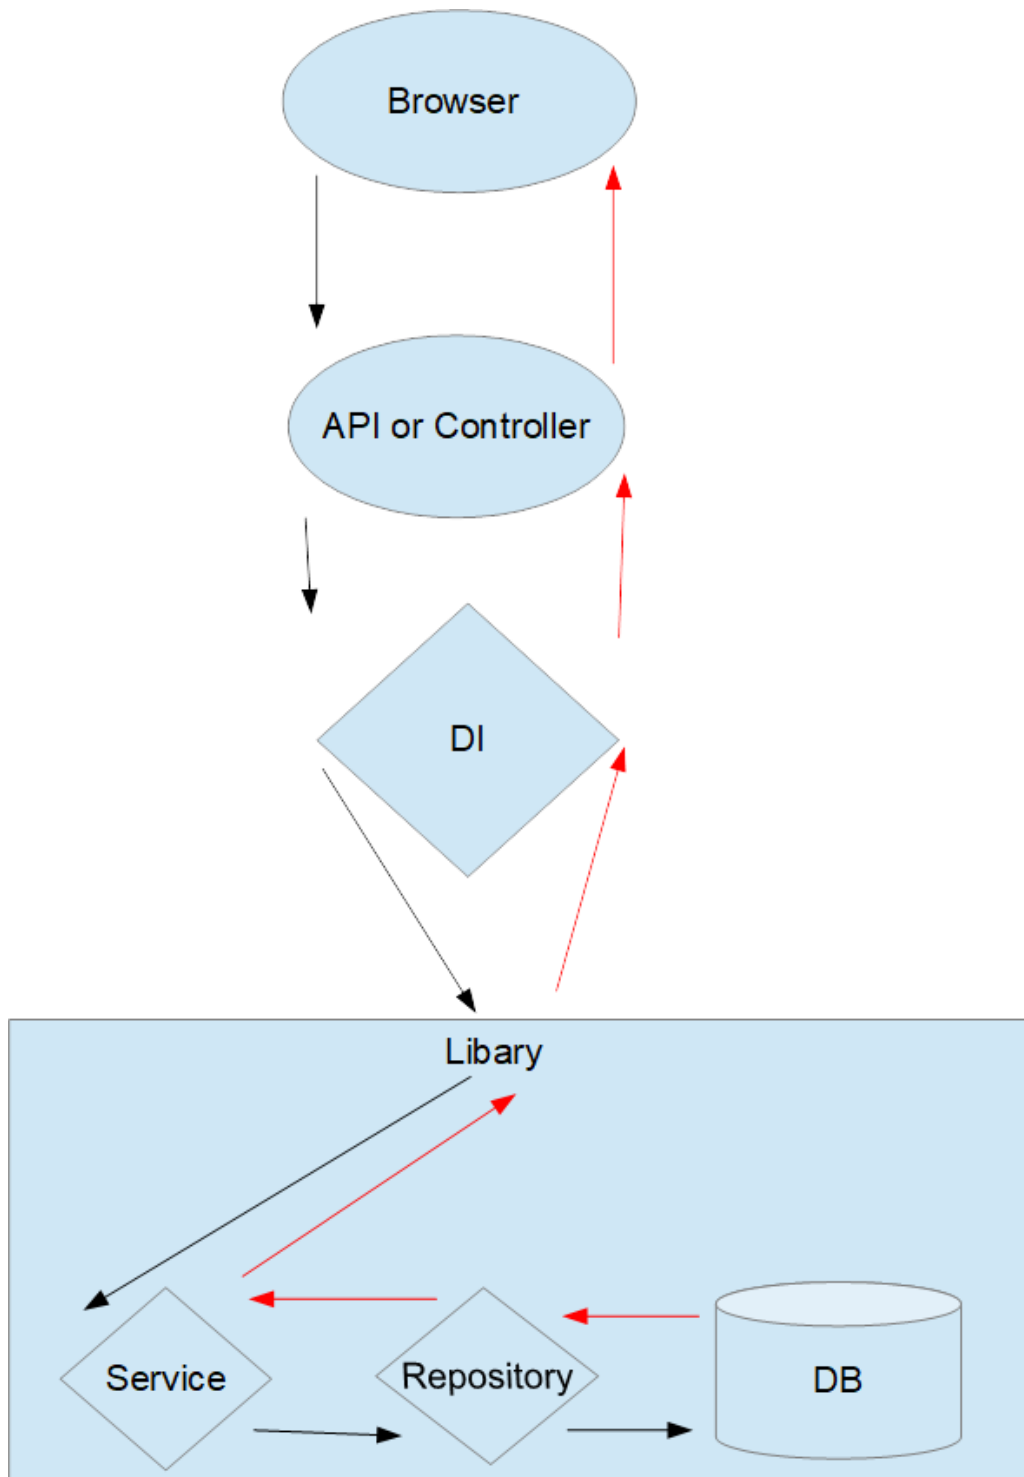 Browser
API or Controller
DI
Libary
Service
Repository
DB